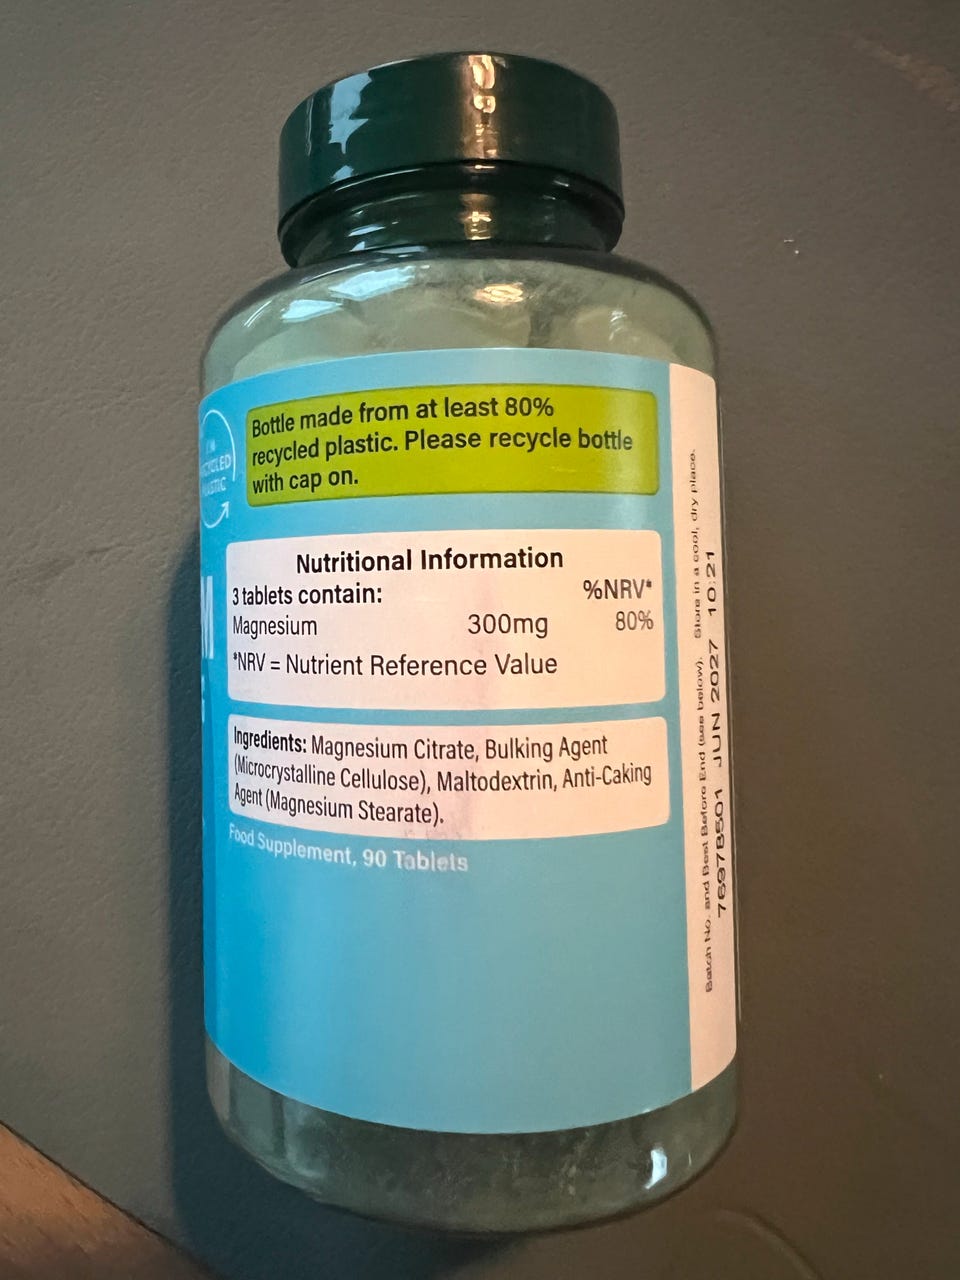 Bottle made from at least 80%
recycled plastic. Please recycle bottle
with cap on.
Nutritional Information
3 tablets contain: %NRV*
Magnesium 300mg 80%
*NRV = Nutrient Reference Value
Ingredients: Magnesium Citrate, Bulking Agent
(Microcrystalline Cellulose), Maltodextrin, Anti-Caking
Agent (Magnesium Stearate).
Food Supplement, 90 Tablets
Batch No. and Best Before End (see below). Store in a cool, dry place.
76978501 JUN 2027 10:21